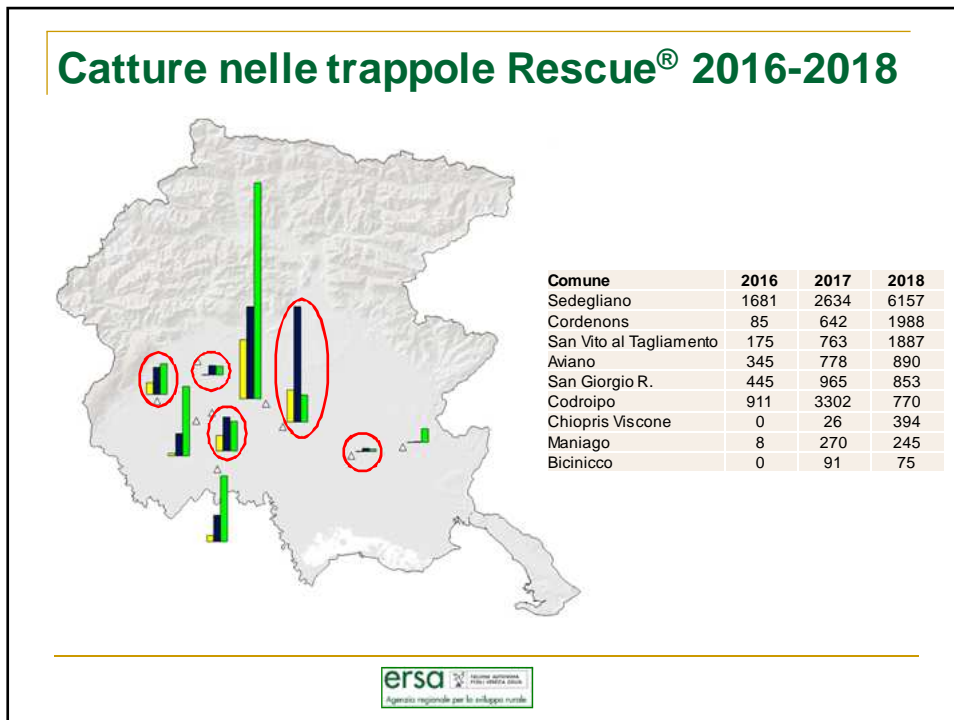 Catture nelle trappole Rescue® 2016-2018
Comune 2016 2017 2018
Sedegliano 1681 2634 6157
Cordenons 85 642 1988
San Vito al Tagliamento 175 763 1887
Aviano 345 778 890
San Giorgio R. 445 965 853
Codroipo 911 3302 770
Chiopris Viscone 0 26 394
Maniago 8 270 245
Bicinicco 0 91 75
ersa
Agenzia regionale per lo sviluppo rurale